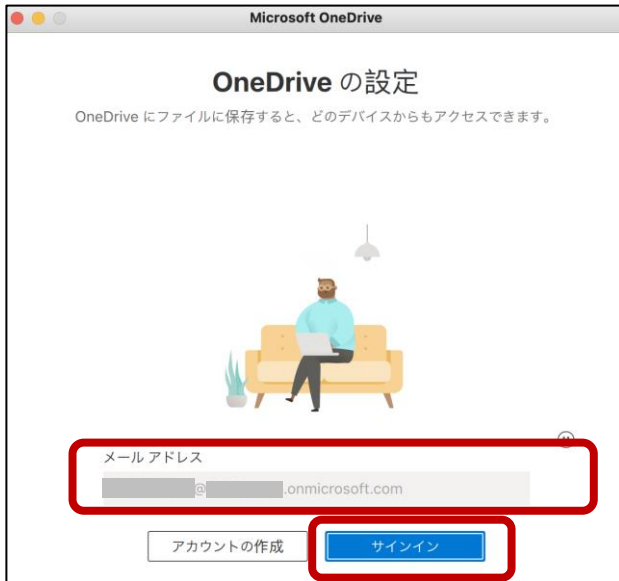 Microsoft OneDrive
OneDrive の設定
OneDrive にファイルに保存すると、どのデバイスからもアクセスできます。
メール アドレス
@ .onmicrosoft.com
アカウントの作成
サインイン